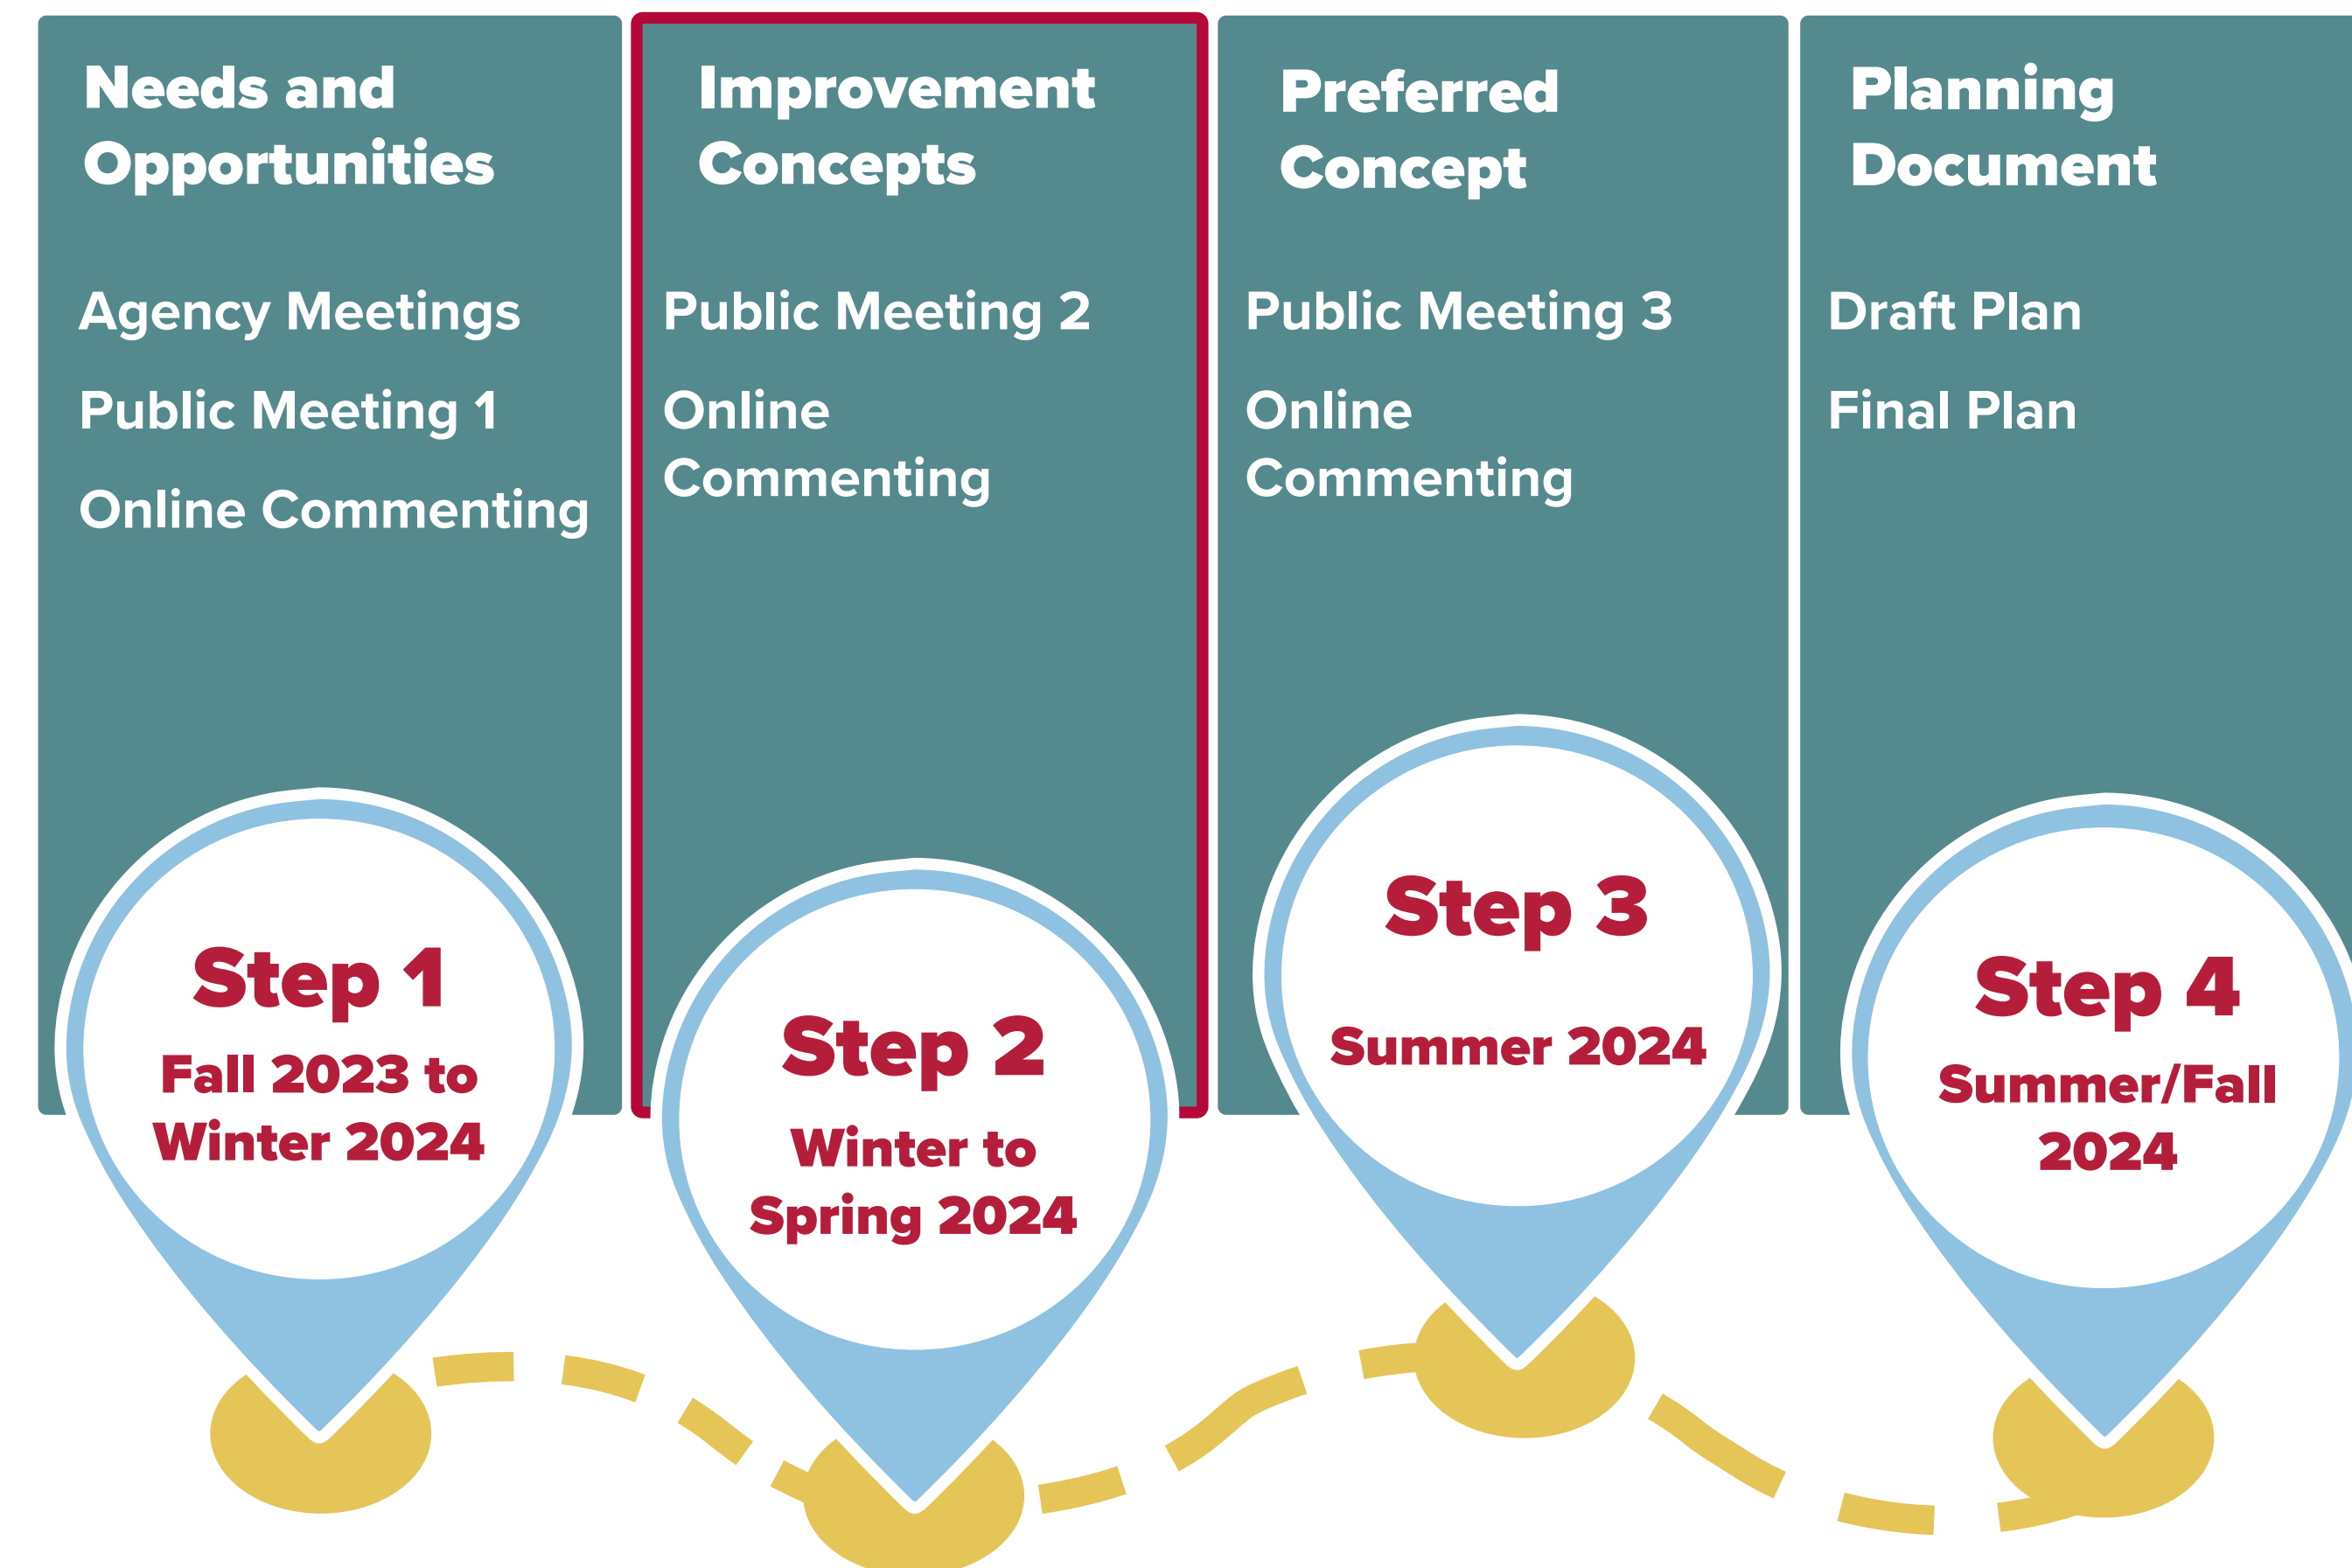 Needs and
Opportunities
Agency Meetings
Public Meeting 1
Online Commenting
Step 1
Fall 2023 to
Winter 2024
Improvement
Concepts
Public Meeting 2
Online
Commenting
Step 2
Winter to
Spring 2024
Preferred
Concept
Public Meeting 3
Online
Commenting
Step 3
Summer 2024
Planning
Document
Draft Plan
Final Plan
Step 4
Summer/Fall
2024